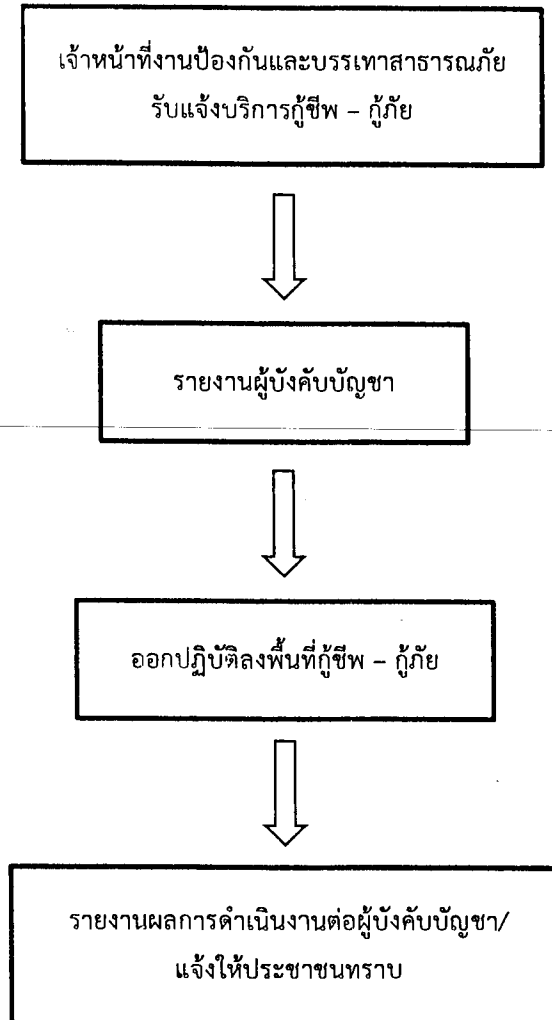 เจ้าหน้าที่งานป้องกันและบรรเทาสาธารณภัย
รับแจ้งบริการกู้ชีพ – กู้ภัย
รายงานผู้บังคับบัญชา
ออกปฏิบัติลงพื้นที่กู้ชีพ – กู้ภัย
รายงานผลการดำเนินงานต่อผู้บังคับบัญชา/
แจ้งให้ประชาชนทราบ